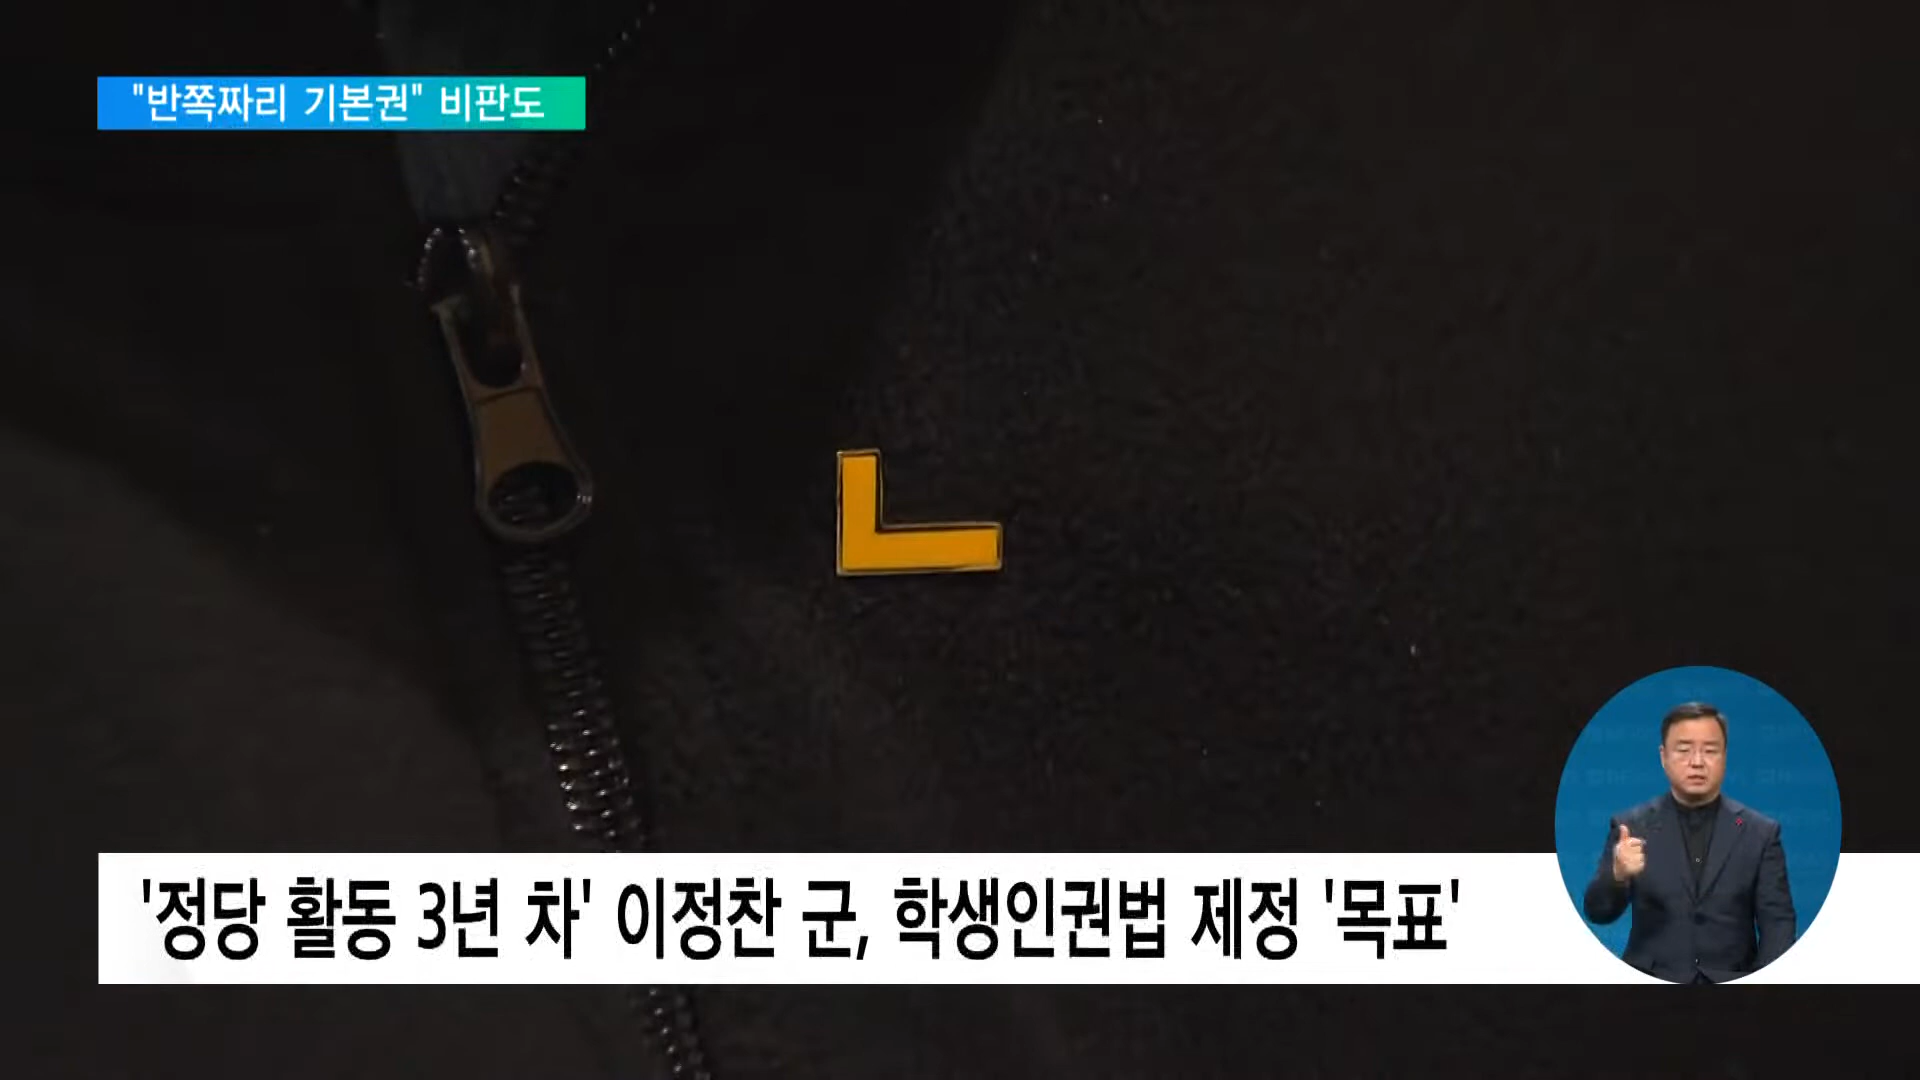 "반쪽짜리 기본권" 비판도
'정당 활동 3년 차' 이정찬 군, 학생인권법 제정 '목표'